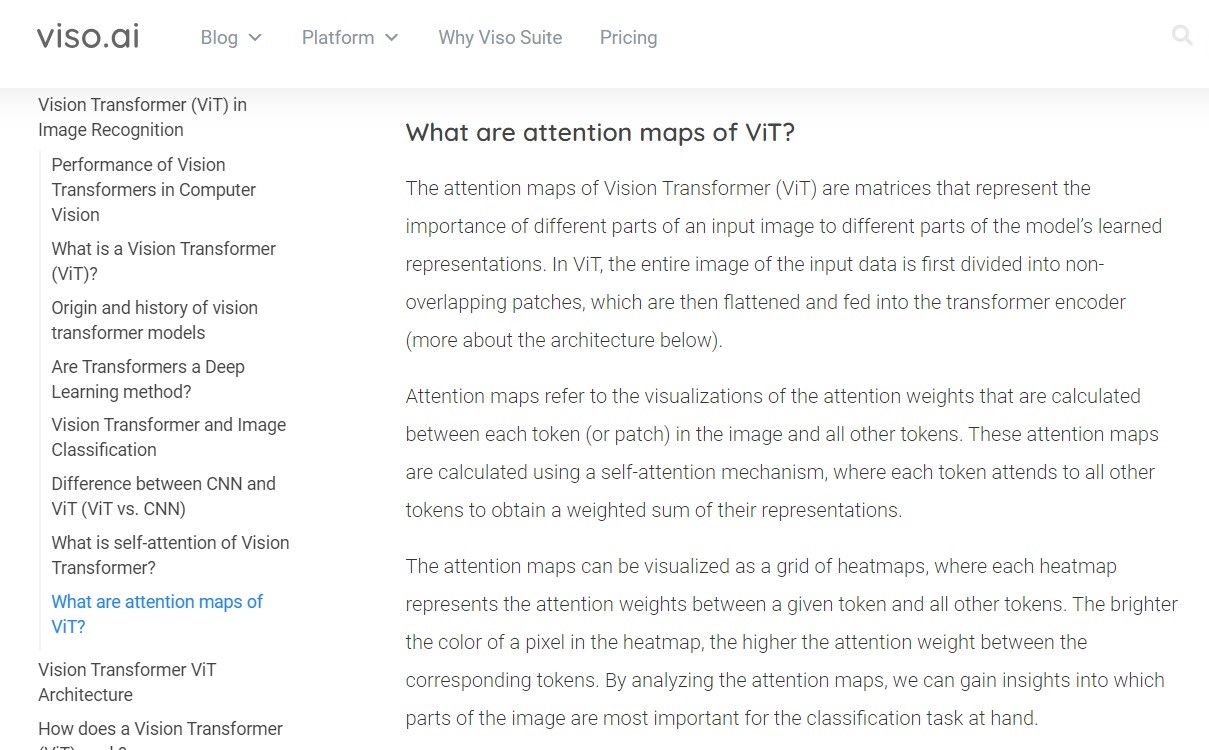 viso.ai
Blog
Platform
Why Viso Suite
Pricing
Vision Transformer (ViT) in
Image Recognition
Performance of Vision
Transformers in Computer
Vision
What is a Vision Transformer
(ViT)?
Origin and history of vision
transformer models
Are Transformers a Deep
Learning method?
Vision Transformer and Image
Classification
Difference between CNN and
ViT (ViT vs. CNN)
What is self-attention of Vision
Transformer?
What are attention maps of
ViT?
Vision Transformer ViT
Architecture
How does a Vision Transformer
What are attention maps of ViT?
The attention maps of Vision Transformer (ViT) are matrices that represent the
importance of different parts of an input image to different parts of the model’s learned
representations. In ViT, the entire image of the input data is first divided into non-
overlapping patches, which are then flattened and fed into the transformer encoder
(more about the architecture below).
Attention maps refer to the visualizations of the attention weights that are calculated
between each token (or patch) in the image and all other tokens. These attention maps
are calculated using a self-attention mechanism, where each token attends to all other
tokens to obtain a weighted sum of their representations.
The attention maps can be visualized as a grid of heatmaps, where each heatmap
represents the attention weights between a given token and all other tokens. The brighter
the color of a pixel in the heatmap, the higher the attention weight between the
corresponding tokens. By analyzing the attention maps, we can gain insights into which
parts of the image are most important for the classification task at hand.